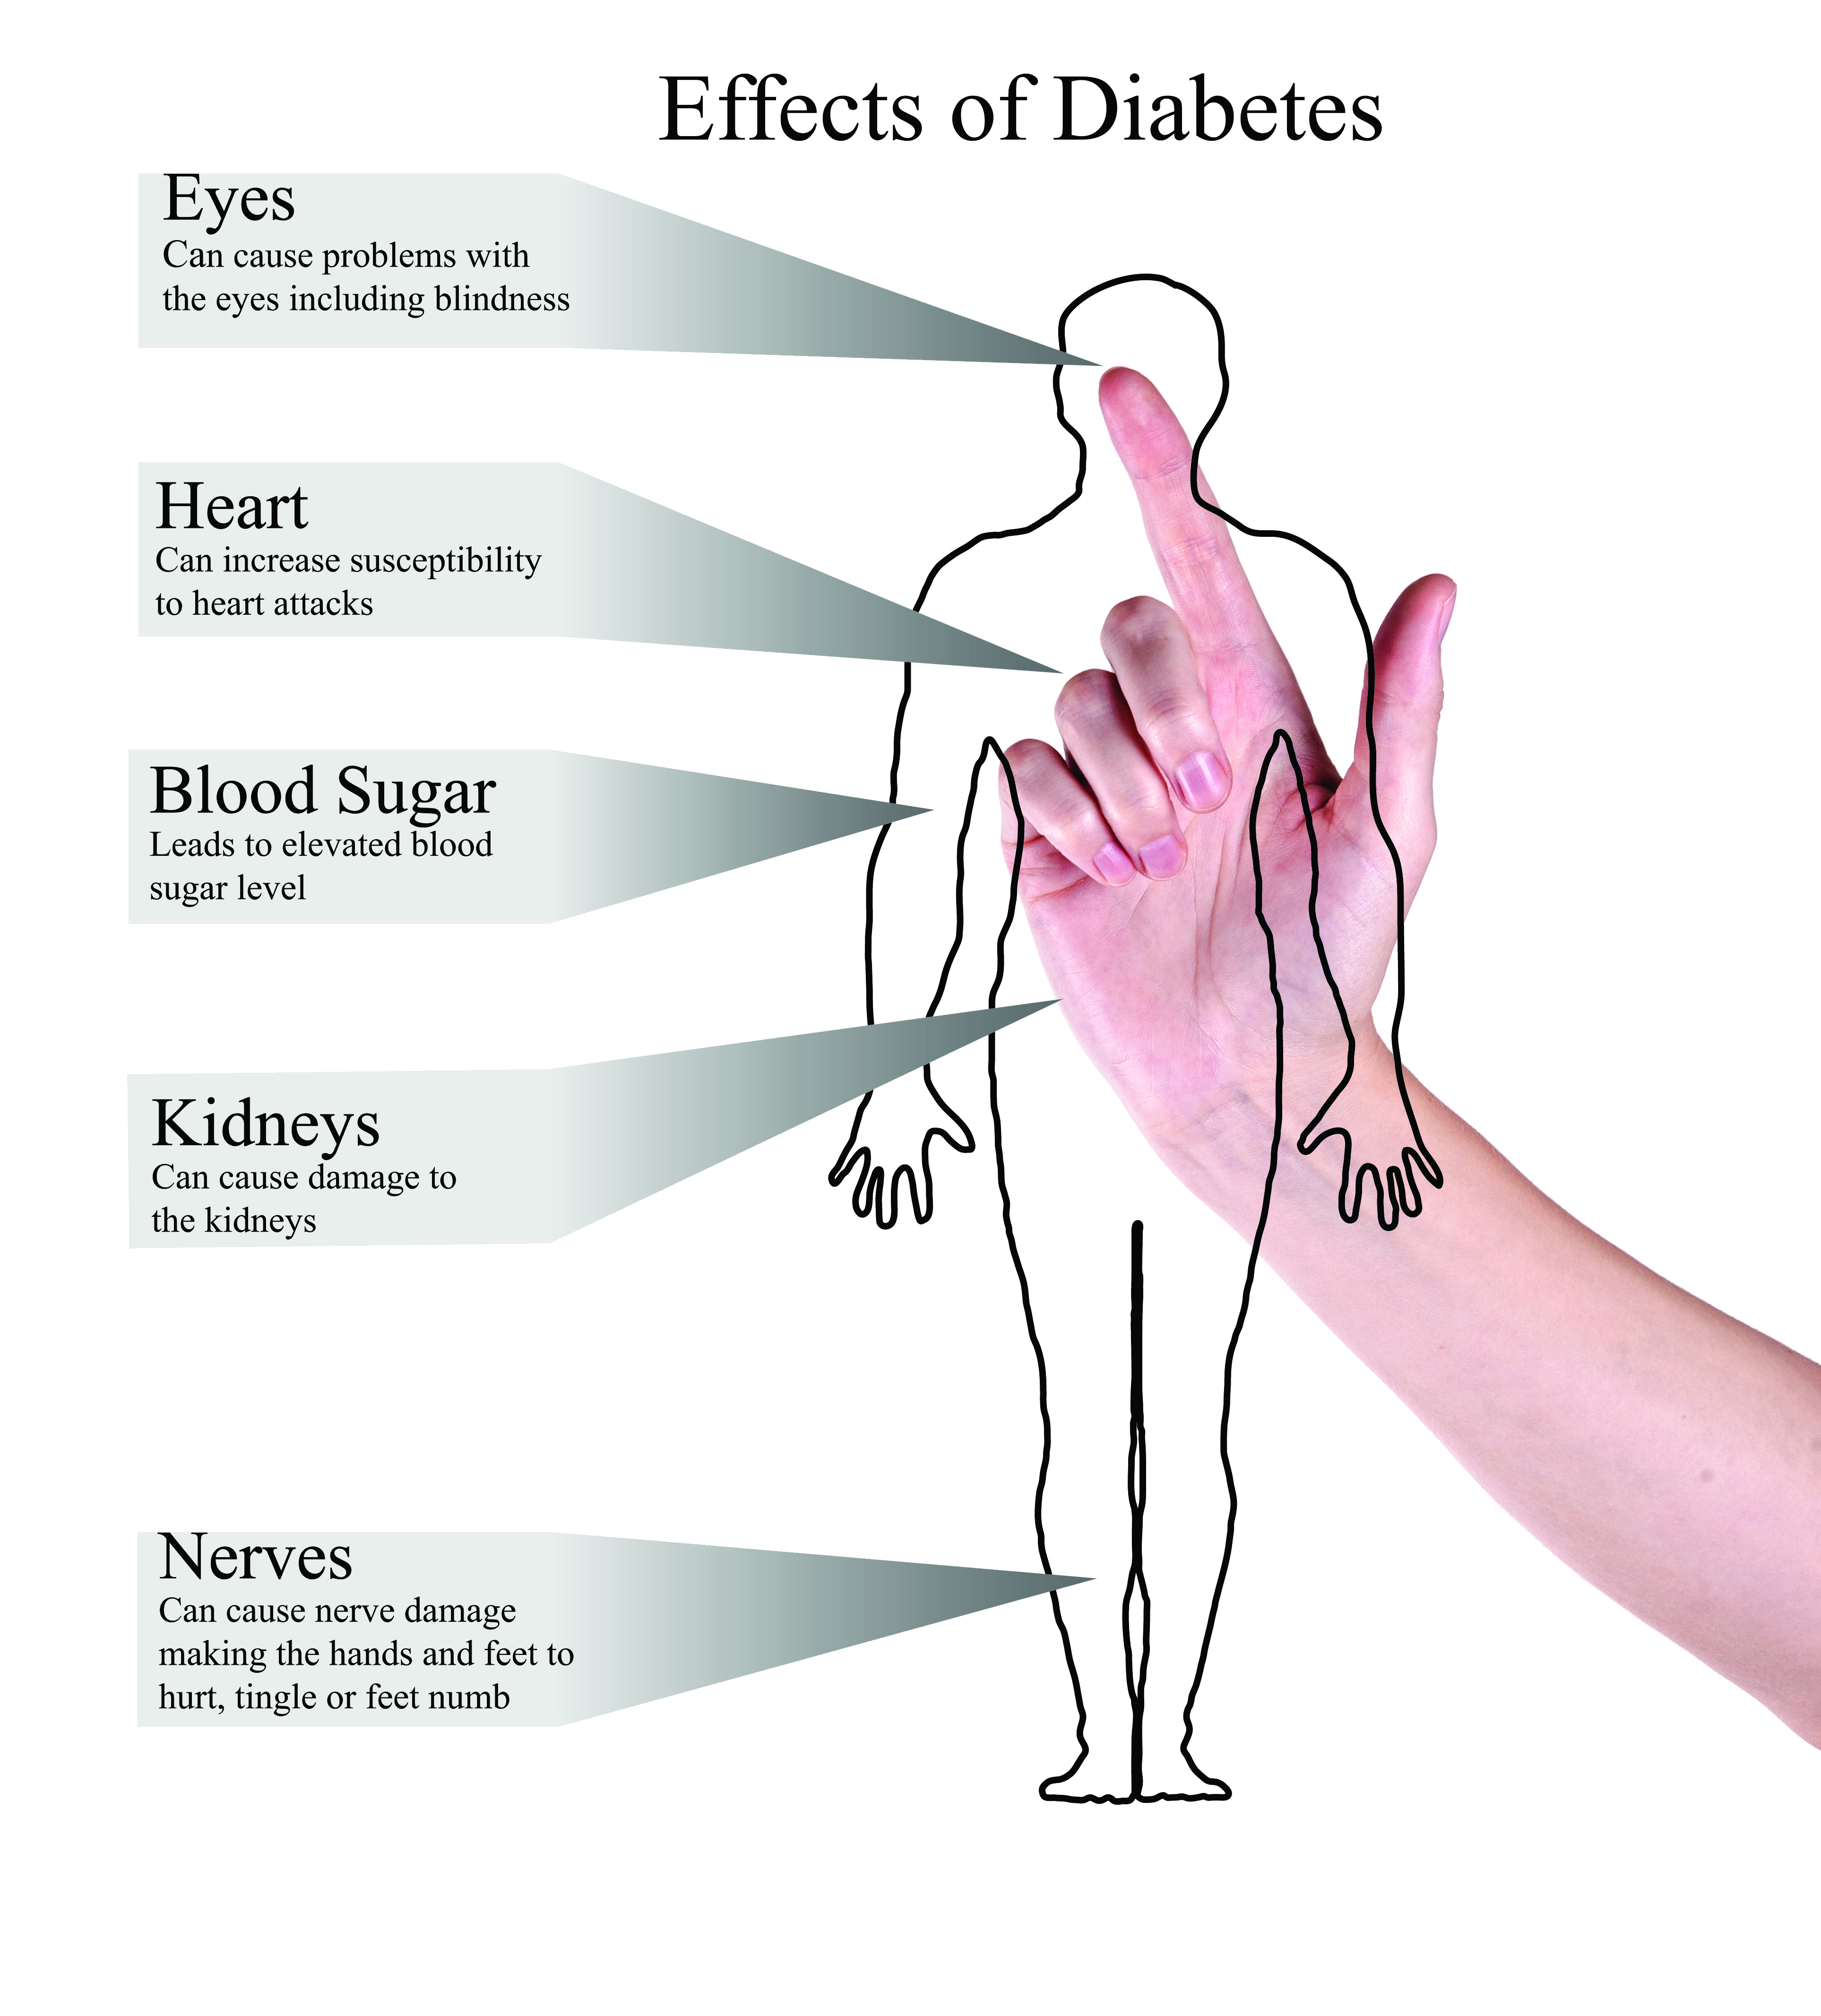 Effects of Diabetes
Eyes
Can cause problems with
the eyes including blindness
Heart
Can increase susceptibility
to heart attacks
Blood Sugar
Leads to elevated blood
sugar level
Kidneys
Can cause damage to
the kidneys
Nerves
Can cause nerve damage
making the hands and feet to
hurt, tingle or feet numb